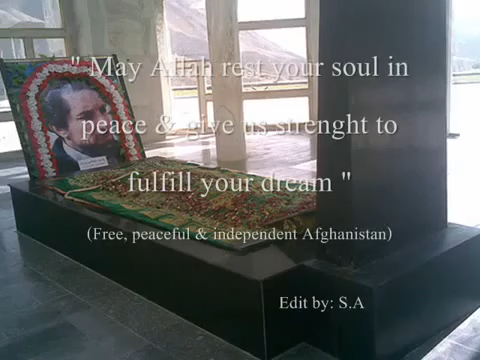 " May Allah rest your soul in
peace & give us strenght to
fulfill your dream "
(Free, peaceful & independent Afghanistan)
Edit by: S.A